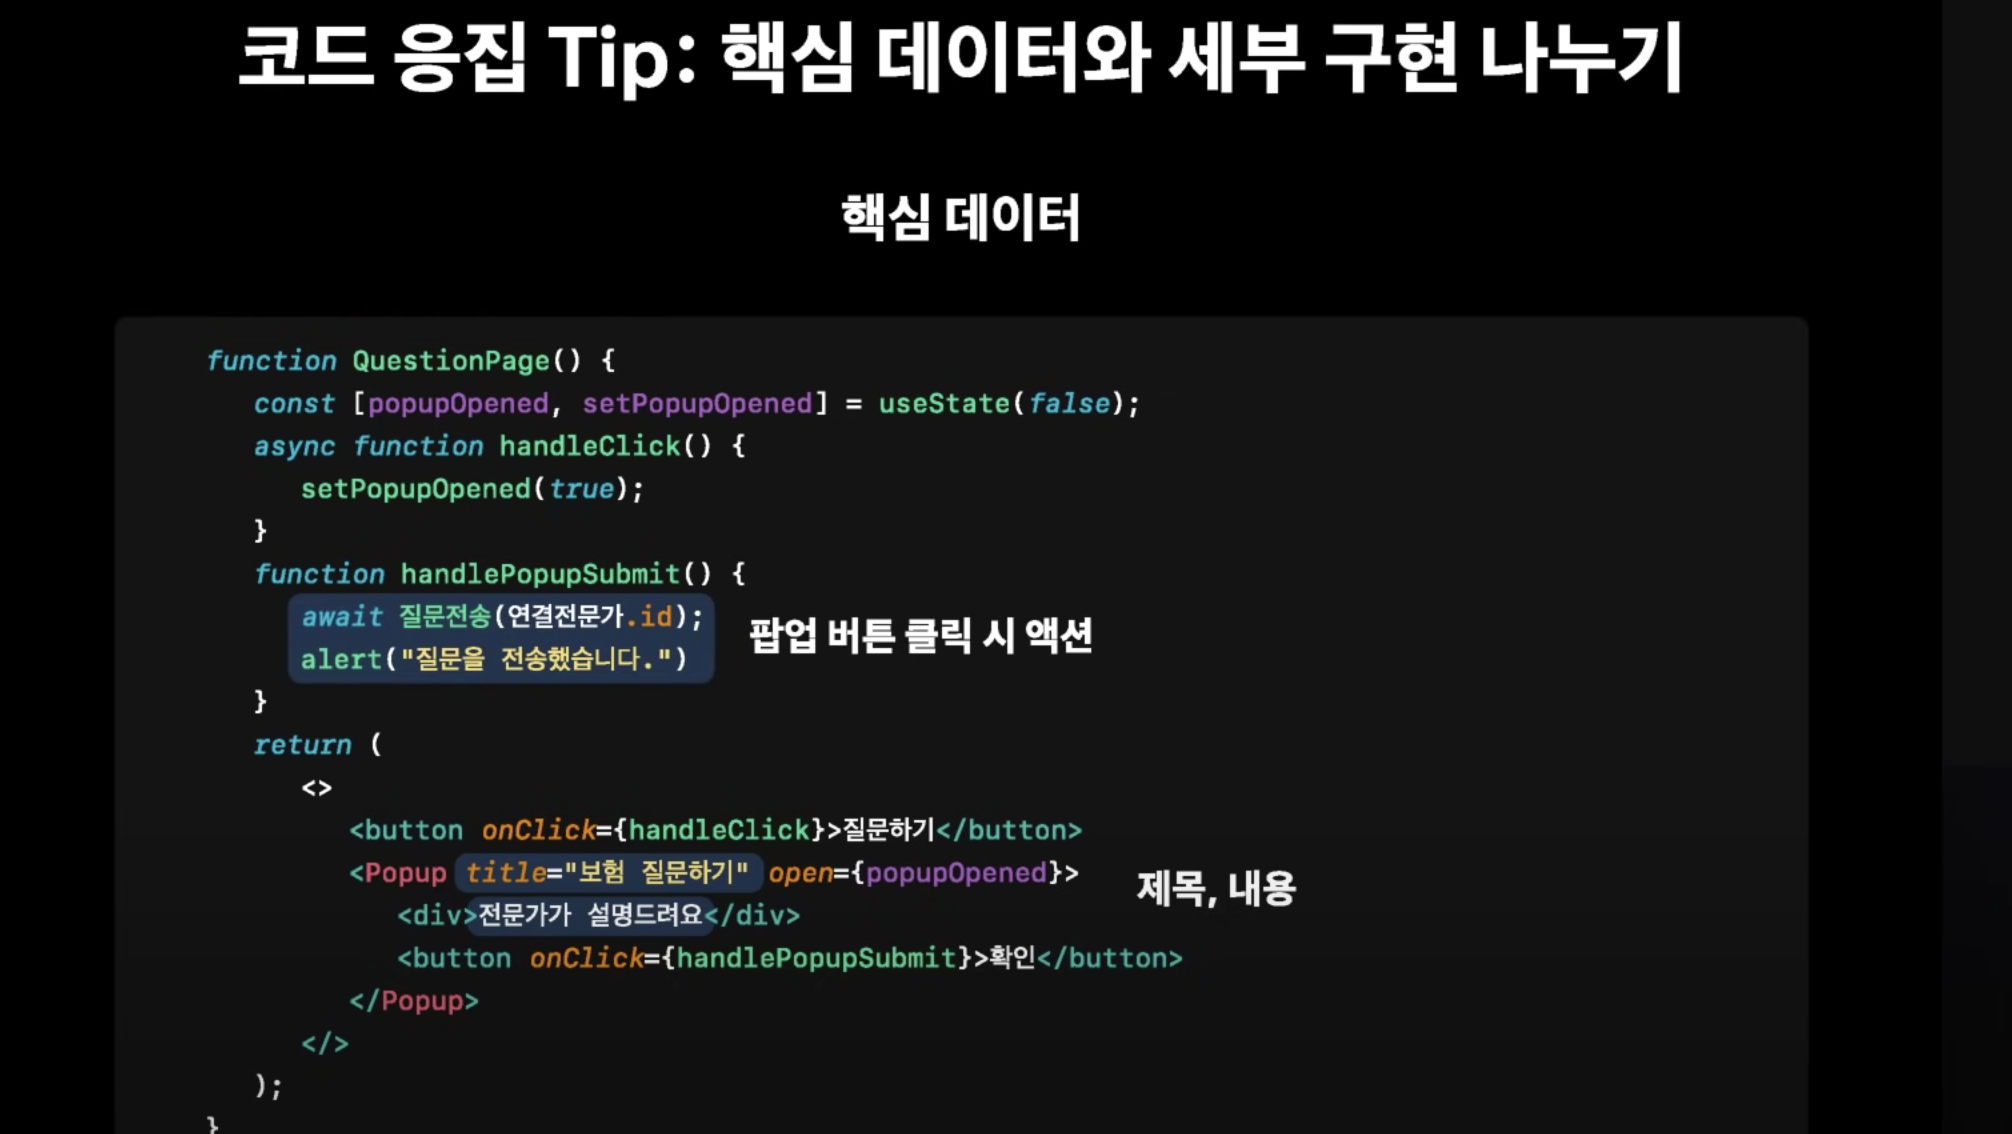 코드 응집 Tip: 핵심 데이터와 세부 구현 나누기
핵심 데이터
function QuestionPage() {
const [popupOpened, setPopupOpened] = useState(false);
async function handleClick() {
setPopupOpened(true);
}
function handlePopupSubmit() {
await 질문전송(연결전문가.id);
alert("질문을 전송했습니다.")
팝업 버튼 클릭 시 액션
}
return (
<>
<button onClick={handleClick}>질문하기</button>
<Popup title="보험 질문하기" open={popupOpened}>
제목, 내용
<div>전문가가 설명드려요</div>
<button onClick={handlePopupSubmit}>확인</button>
</Popup>
</>
);
}